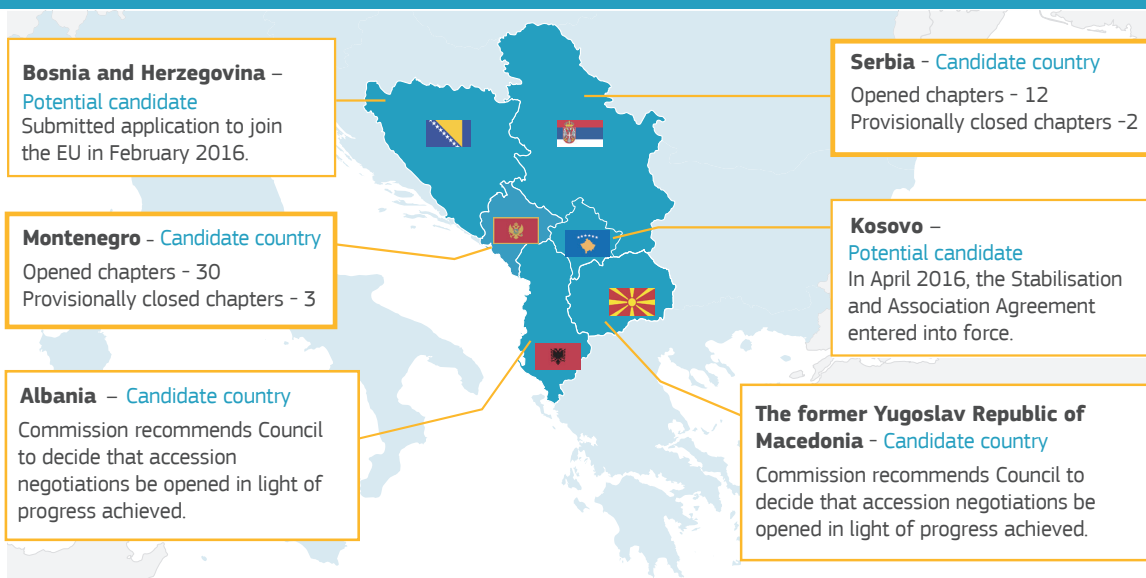 Bosnia and Herzegovina –
Potential candidate
Submitted application to join
the EU in February 2016.
Serbia - Candidate country
Opened chapters - 12
Provisionally closed chapters -2
Montenegro - Candidate country
Opened chapters - 30
Provisionally closed chapters - 3
Kosovo –
Potential candidate
In April 2016, the Stabilisation
and Association Agreement
entered into force.
Albania – Candidate country
Commission recommends Council
to decide that accession
negotiations be opened in light of
progress achieved.
The former Yugoslav Republic of
Macedonia - Candidate country
Commission recommends Council to
decide that accession negotiations be
opened in light of progress achieved.